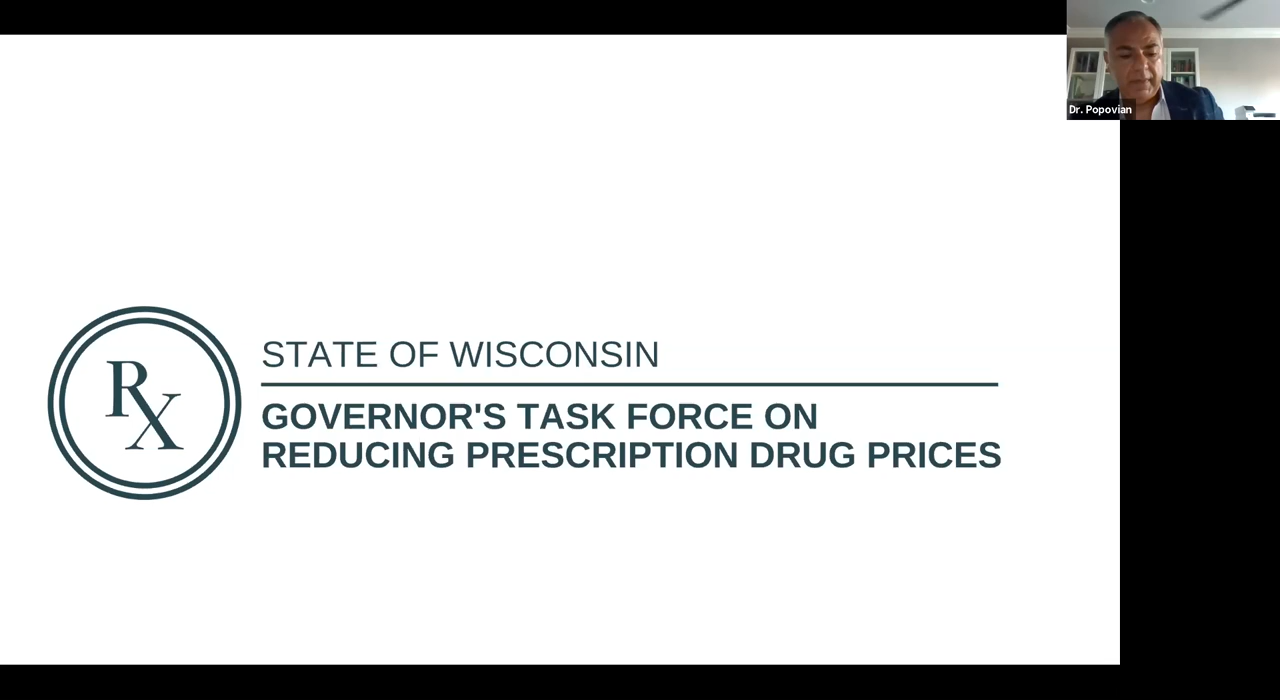 Dr. Popovian
RX
STATE OF WISCONSIN
GOVERNOR'S TASK FORCE ON
REDUCING PRESCRIPTION DRUG PRICES